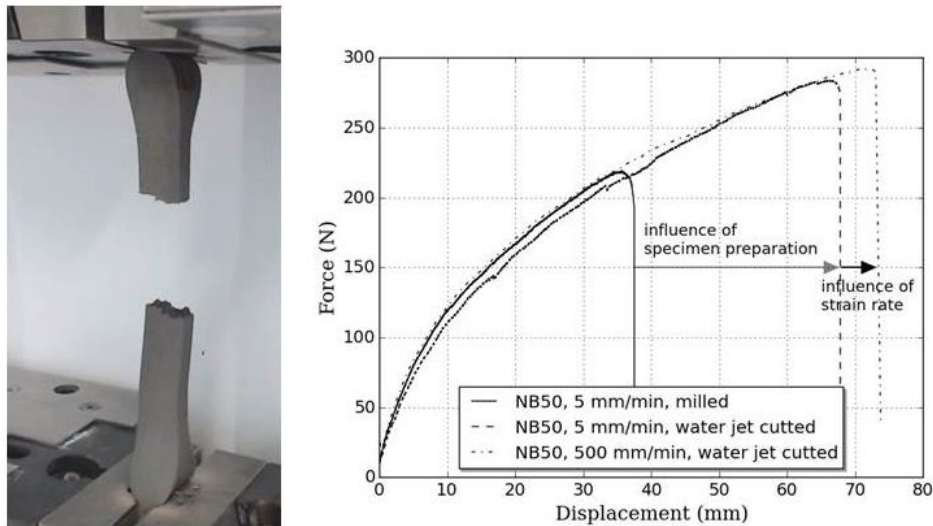 300
250
200
150
100
50
0
Force (N)
influence of
specimen preparation
influence of
strain rate
NB50, 5 mm/min, milled
NB50, 5 mm/min, water jet cutted
NB50, 500 mm/min, water jet cutted
0 10 20 30 40 50 60 70 80
Displacement (mm)